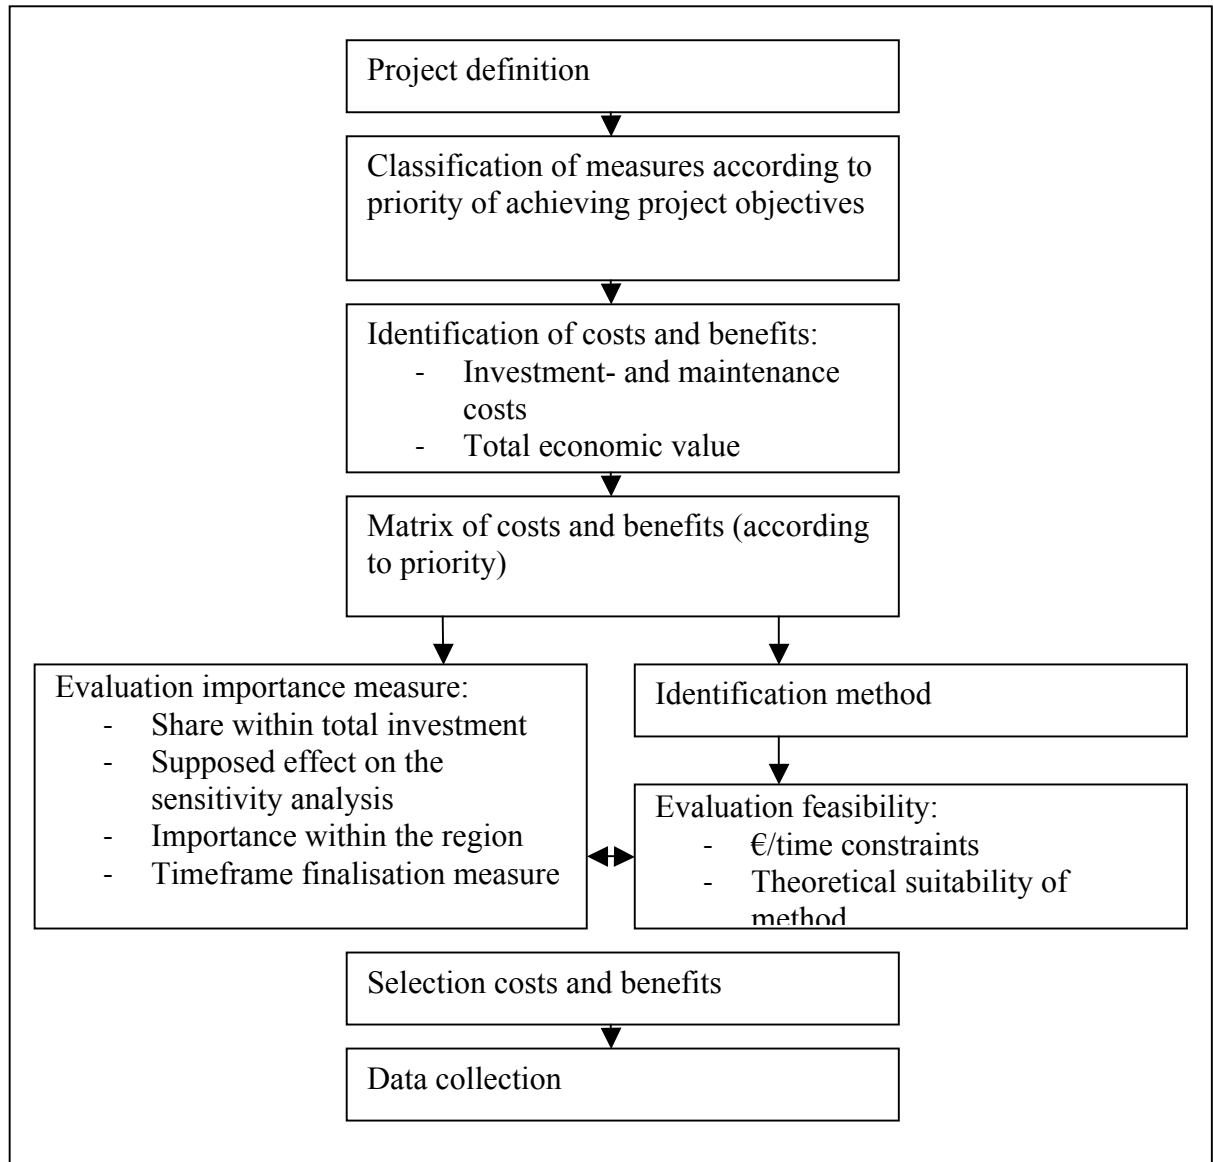 Project definition
Classification of measures according to
priority of achieving project objectives
Identification of costs and benefits:
- Investment- and maintenance
costs
- Total economic value
Matrix of costs and benefits (according
to priority)
Evaluation importance measure:
- Share within total investment
- Supposed effect on the
sensitivity analysis
- Importance within the region
- Timeframe finalisation measure
Identification method
Evaluation feasibility:
- €/time constraints
- Theoretical suitability of
method
Selection costs and benefits
Data collection